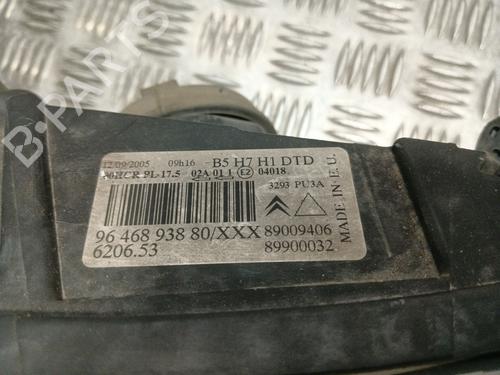 B-PARTS
12/09/2005 09h16 -B5 H7 H1 DTD
00HCR PL-17.5 02A 01 1 E2 04018
3293 PU3A
MADE IN E.U.
96 468 938 80/XXX 89009406
6206.53 89900032